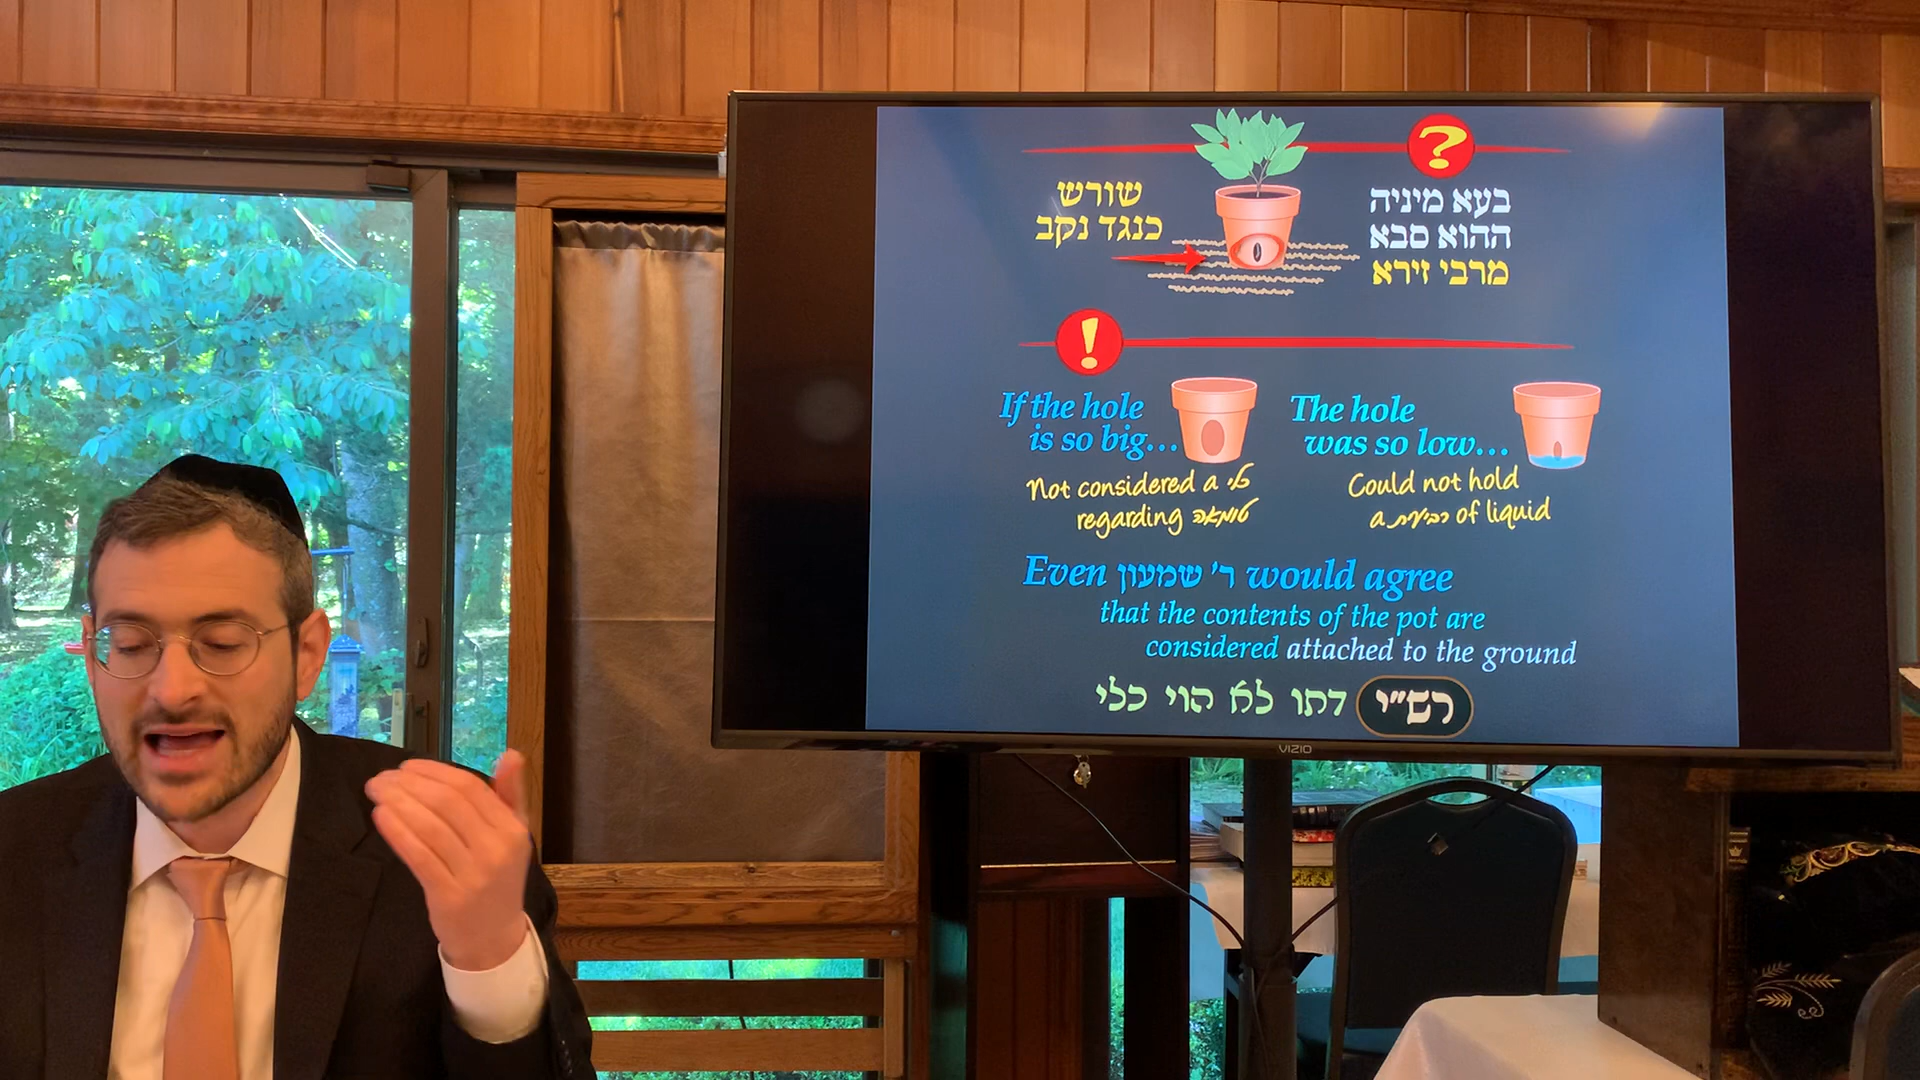 ?
בעא מיניה
ההוא סבא
מרבי זירא
שורש
כנגד נקב
!
If the hole
is so big...
Not considered a כלי
regarding טומאה
The hole
was so low...
Could not hold
a רביעית of liquid
Even ר' שמעון would agree
that the contents of the pot are
considered attached to the ground
רש"י דתו לא הוי כלי
VIZIO